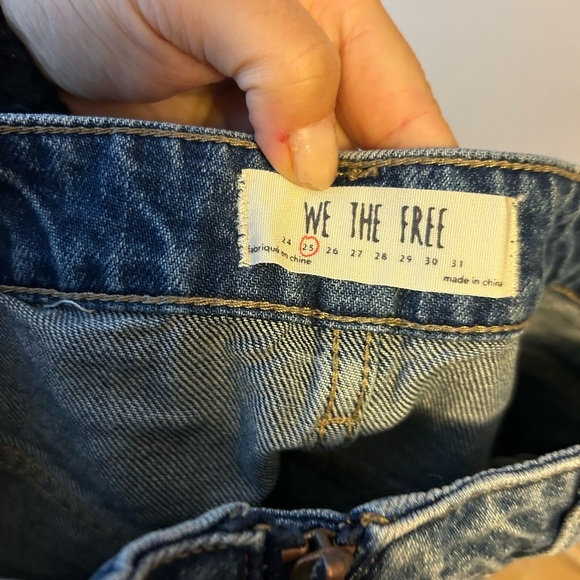 WE THE FREE
24 25 26 27 28 29 30 31
fabriqué en chine
made in china